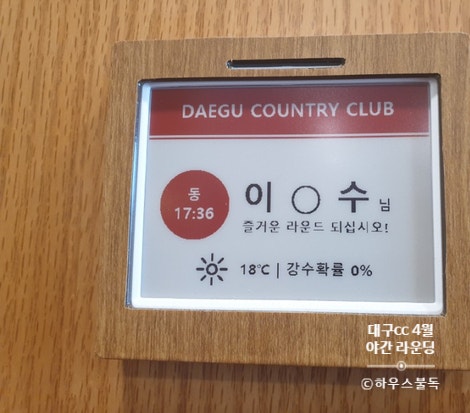 DAEGU COUNTRY CLUB
동
17:36
이 ○ 수 님
즐거운 라운드 되십시오!
18℃ | 강수확률 0%
대구cc 4월
야간 라운딩
©하우스불독